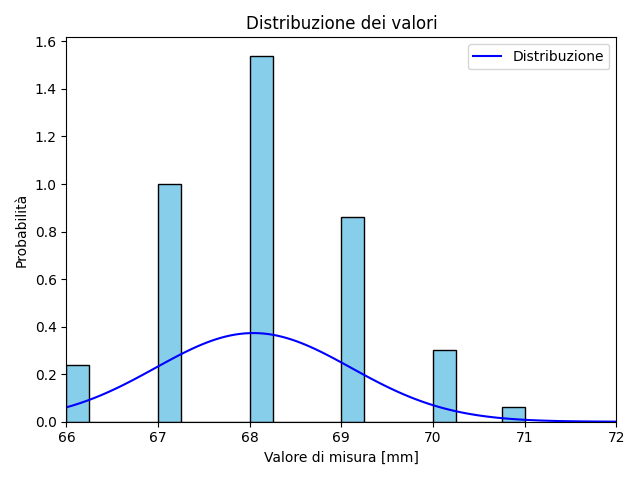 Distribuzione dei valori
Distribuzione
Probabilità
1.6
1.4
1.2
1.0
0.8
0.6
0.4
0.2
0.0
66 67 68 69 70 71 72
Valore di misura [mm]